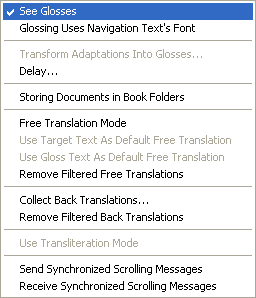 See Glosses
Glossing Uses Navigation Text's Font
Transform Adaptations Into Glosses...
Delay...
Storing Documents in Book Folders
Free Translation Mode
Use Target Text As Default Free Translation
Use Gloss Text As Default Free Translation
Remove Filtered Free Translations
Collect Back Translations...
Remove Filtered Back Translations
Use Transliteration Mode
Send Synchronized Scrolling Messages
Receive Synchronized Scrolling Messages